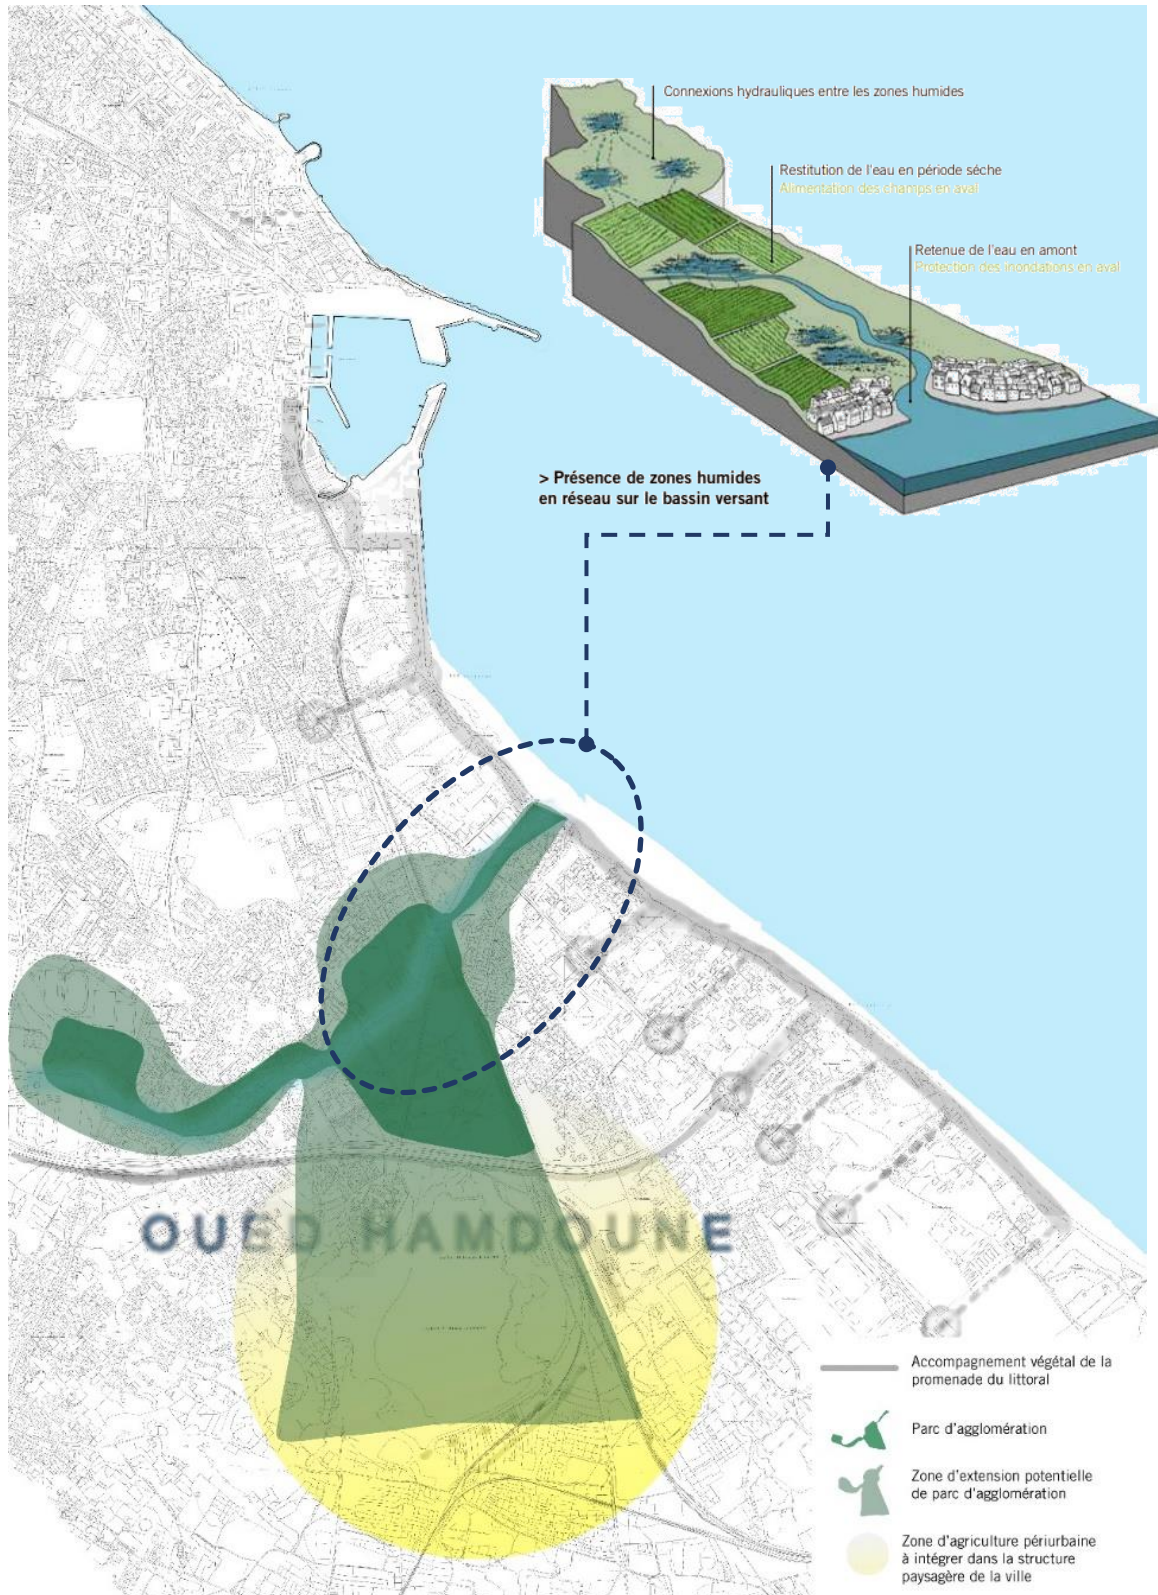 Connexions hydrauliques entre les zones humides
Restitution de l'eau en période séche
Alimentation des champs en aval
Retenue de l'eau en amont
Protection des inondations en aval
> Présence de zones humides
en réseau sur le bassin versant
OUED HAMDOUNE
Accompagnement végétal de la
promenade du littoral
Parc d'agglomération
Zone d'extension potentielle
de parc d'agglomération
Zone d'agriculture périurbaine
à intégrer dans la structure
paysagère de la ville